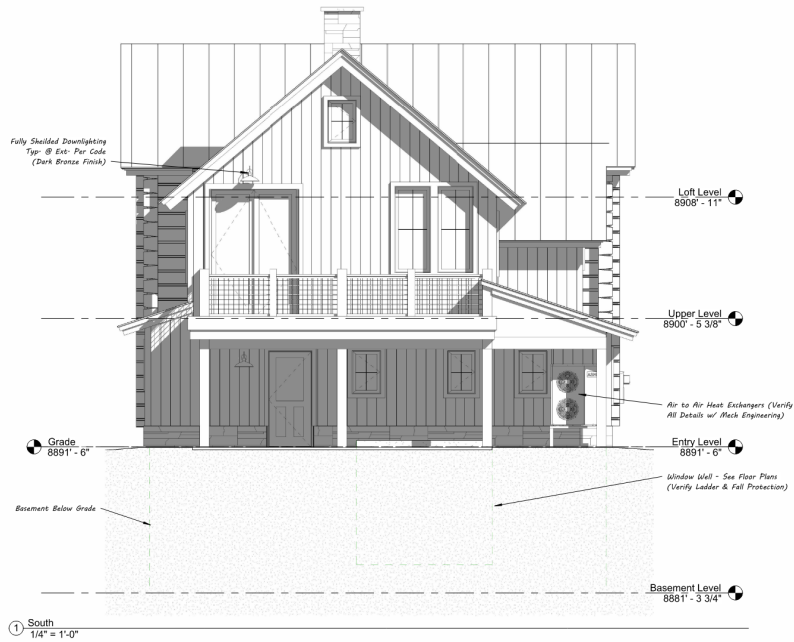 Fully Sheilded Downlighting
Typ. @ Ext. Per Code
(Dark Bronze Finish)
Loft Level
8908' - 11"
Upper Level
8900' - 5 3/8"
Air to Air Heat Exchangers (Verify
All Details w/ Mech Engineering)
Grade
8891' - 6"
Entry Level
8891' - 6"
Window Well - See Floor Plans
(Verify Ladder & Fall Protection)
Basement Below Grade
Basement Level
8881' - 3 3/4"
1
South
1/4" = 1'-0"